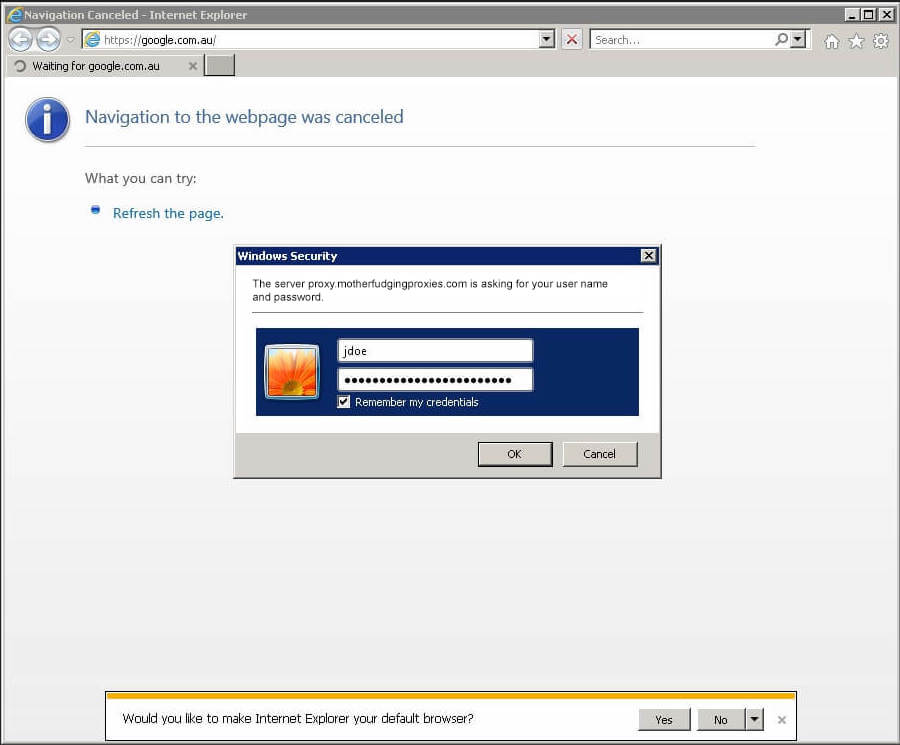 Navigation Canceled - Internet Explorer
https://google.com.au/
Search...
Waiting for google.com.au
Navigation to the webpage was canceled
What you can try:
Refresh the page.
Windows Security
The server proxy.motherfudgingproxies.com is asking for your user name
and password.
jdoe
●●●●●●●●●●●●●●●●●●●●●●●●
Remember my credentials
OK
Cancel
Would you like to make Internet Explorer your default browser?
Yes
No